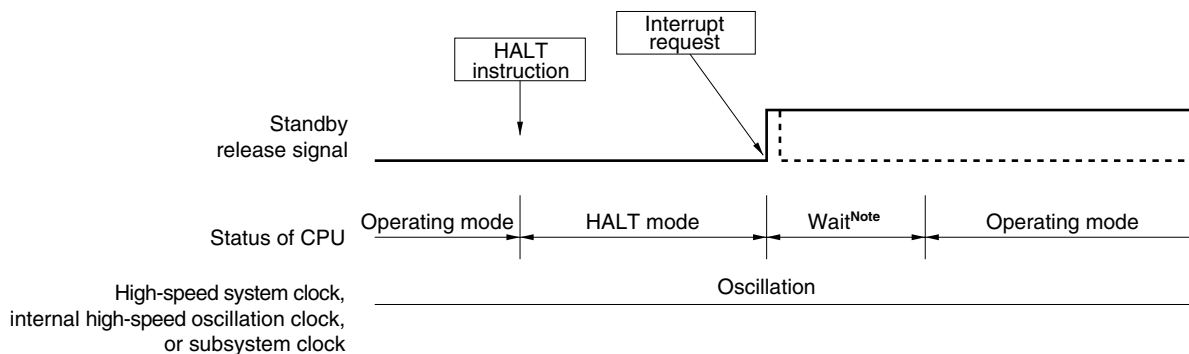 Interrupt
request
HALT
instruction
Standby
release signal
Status of CPU
Operating mode
HALT mode
WaitNote
Operating mode
High-speed system clock,
internal high-speed oscillation clock,
or subsystem clock
Oscillation